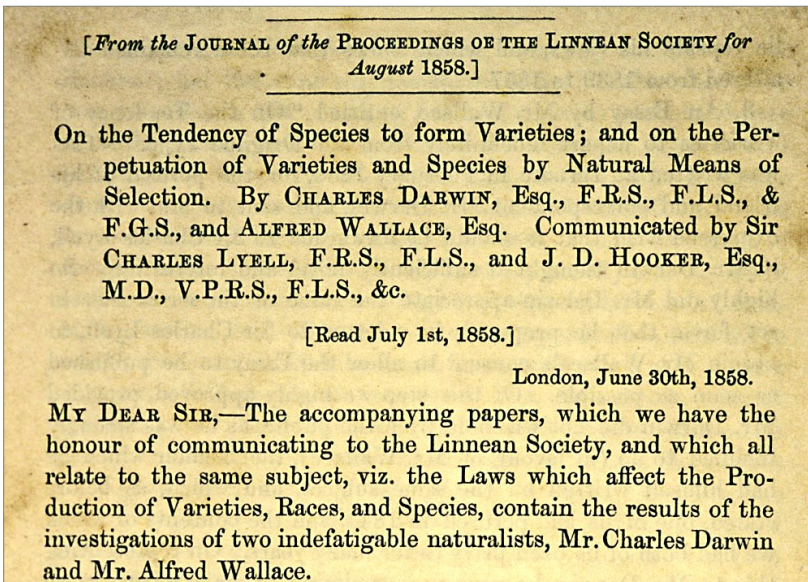 [From the JOURNAL of the PROCEEDINGS OE THE LINNEAN SOCIETY for
August 1858.]
On the Tendency of Species to form Varieties; and on the Per-
petuation of Varieties and Species by Natural Means of
Selection. By CHARLES DARWIN, Esq., F.R.S., F.L.S., &
F.G.S., and ALFRED WALLACE, Esq. Communicated by Sir
CHARLES LYELL, F.R.S., F.L.S., and J. D. HOOKER, Esq.,
M.D., V.P.R.S., F.L.S., &c.
[Read July 1st, 1858.]
London, June 30th, 1858.
MY DEAR SIR,—The accompanying papers, which we have the
honour of communicating to the Linnean Society, and which all
relate to the same subject, viz. the Laws which affect the Pro-
duction of Varieties, Races, and Species, contain the results of the
investigations of two indefatigable naturalists, Mr. Charles Darwin
and Mr. Alfred Wallace.